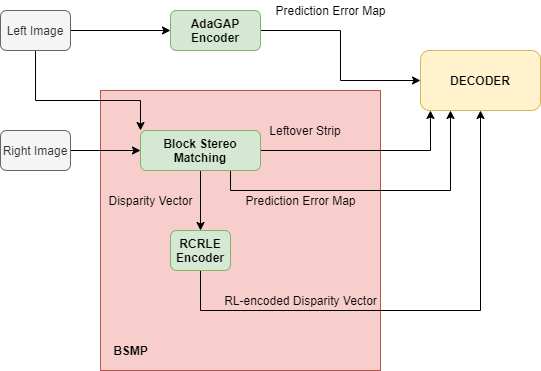 Prediction Error Map
Left Image
AdaGAP
Encoder
DECODER
Right Image
Block Stereo
Matching
Leftover Strip
Disparity Vector
Prediction Error Map
RCRLE
Encoder
RL-encoded Disparity Vector
BSMP